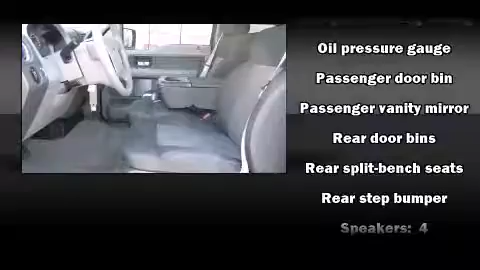 Oil pressure gauge
Passenger door bin
Passenger vanity mirror
Rear door bins
Rear split-bench seats
Rear step bumper
Speakers: 4